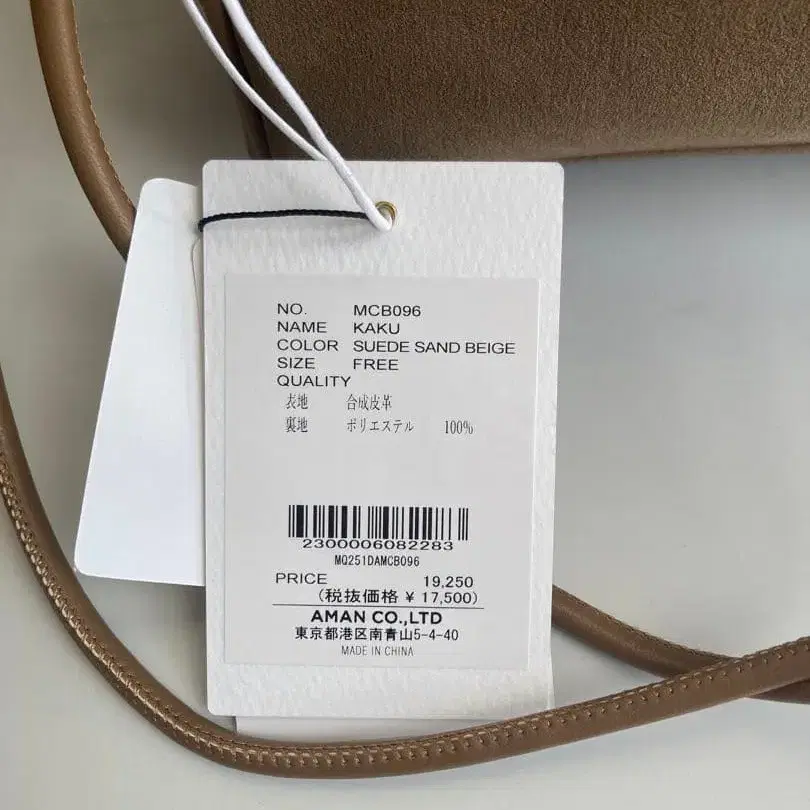 NO. MCB096
NAME KAKU
COLOR SUEDE SAND BEIGE
SIZE FREE
QUALITY
表地 合成皮革
裏地 ポリエステル 100%
2300006082283
MQ251DAMCB096
PRICE 19,250
(税抜価格 ¥ 17,500)
AMAN CO.,LTD
東京都港区南青山5-4-40
MADE IN CHINA